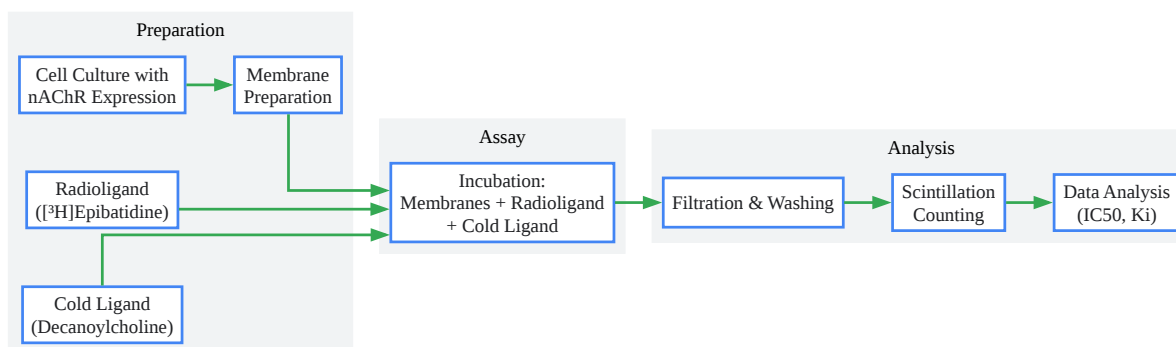 Preparation
Cell Culture with
nAChR Expression
Membrane
Preparation
Radioligand
([³H]Epibatidine)
Cold Ligand
(Decanoylcholine)
Assay
Incubation:
Membranes + Radioligand
+ Cold Ligand
Analysis
Filtration & Washing
Scintillation
Counting
Data Analysis
(IC50, Ki)